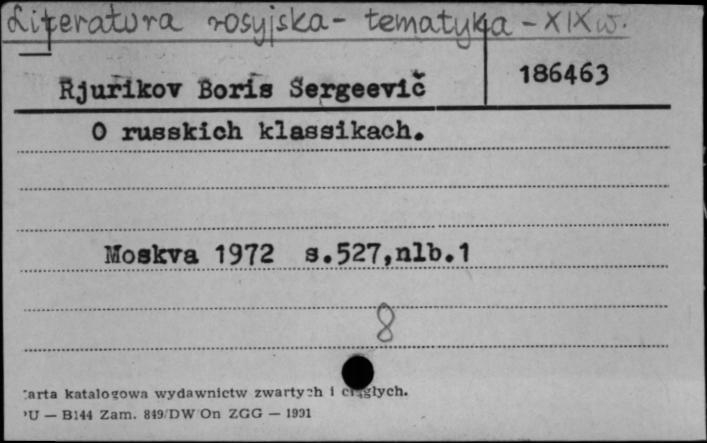 Literatura rosyjska - tematyka - XIX w.
Rjurikov Boris Sergeevič 186463
O russkich klassikach.
Moskva 1972 s.527,nlb.1
8
arta katalogowa wydawnictw zwartych i ciągłych.
PU — B144 Zam. 849/DW/On ZGG — 1991